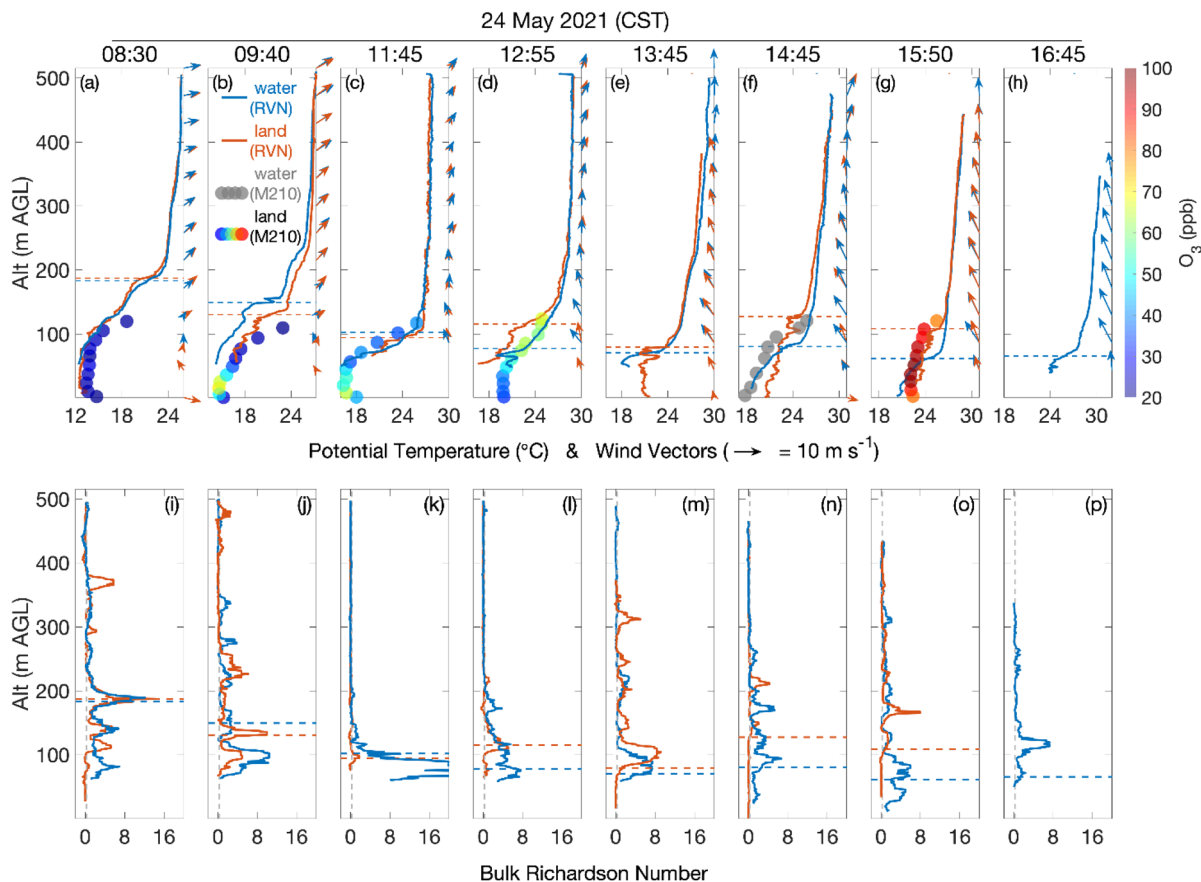 24 May 2021 (CST)
08:30 09:40 11:45 12:55 13:45 14:45 15:50 16:45
(a) (b) (c) (d) (e) (f) (g) (h)
water
(RVN)
land
(RVN)
water
(M210)
land
(M210)
Alt (m AGL)
500
400
300
200
100
0
12 18 24 18 24 18 24 30 18 24 30 18 24 30 18 24 30 18 24 30 18 24 30
100
90
80
70
60
50
40
30
20
O3 (ppb)
Potential Temperature (°C) & Wind Vectors ( → = 10 m s⁻¹)
(i) (j) (k) (l) (m) (n) (o) (p)
Alt (m AGL)
500
400
300
200
100
0 8 16 0 8 16 0 8 16 0 8 16 0 8 16 0 8 16 0 8 16 0 8 16
Bulk Richardson Number